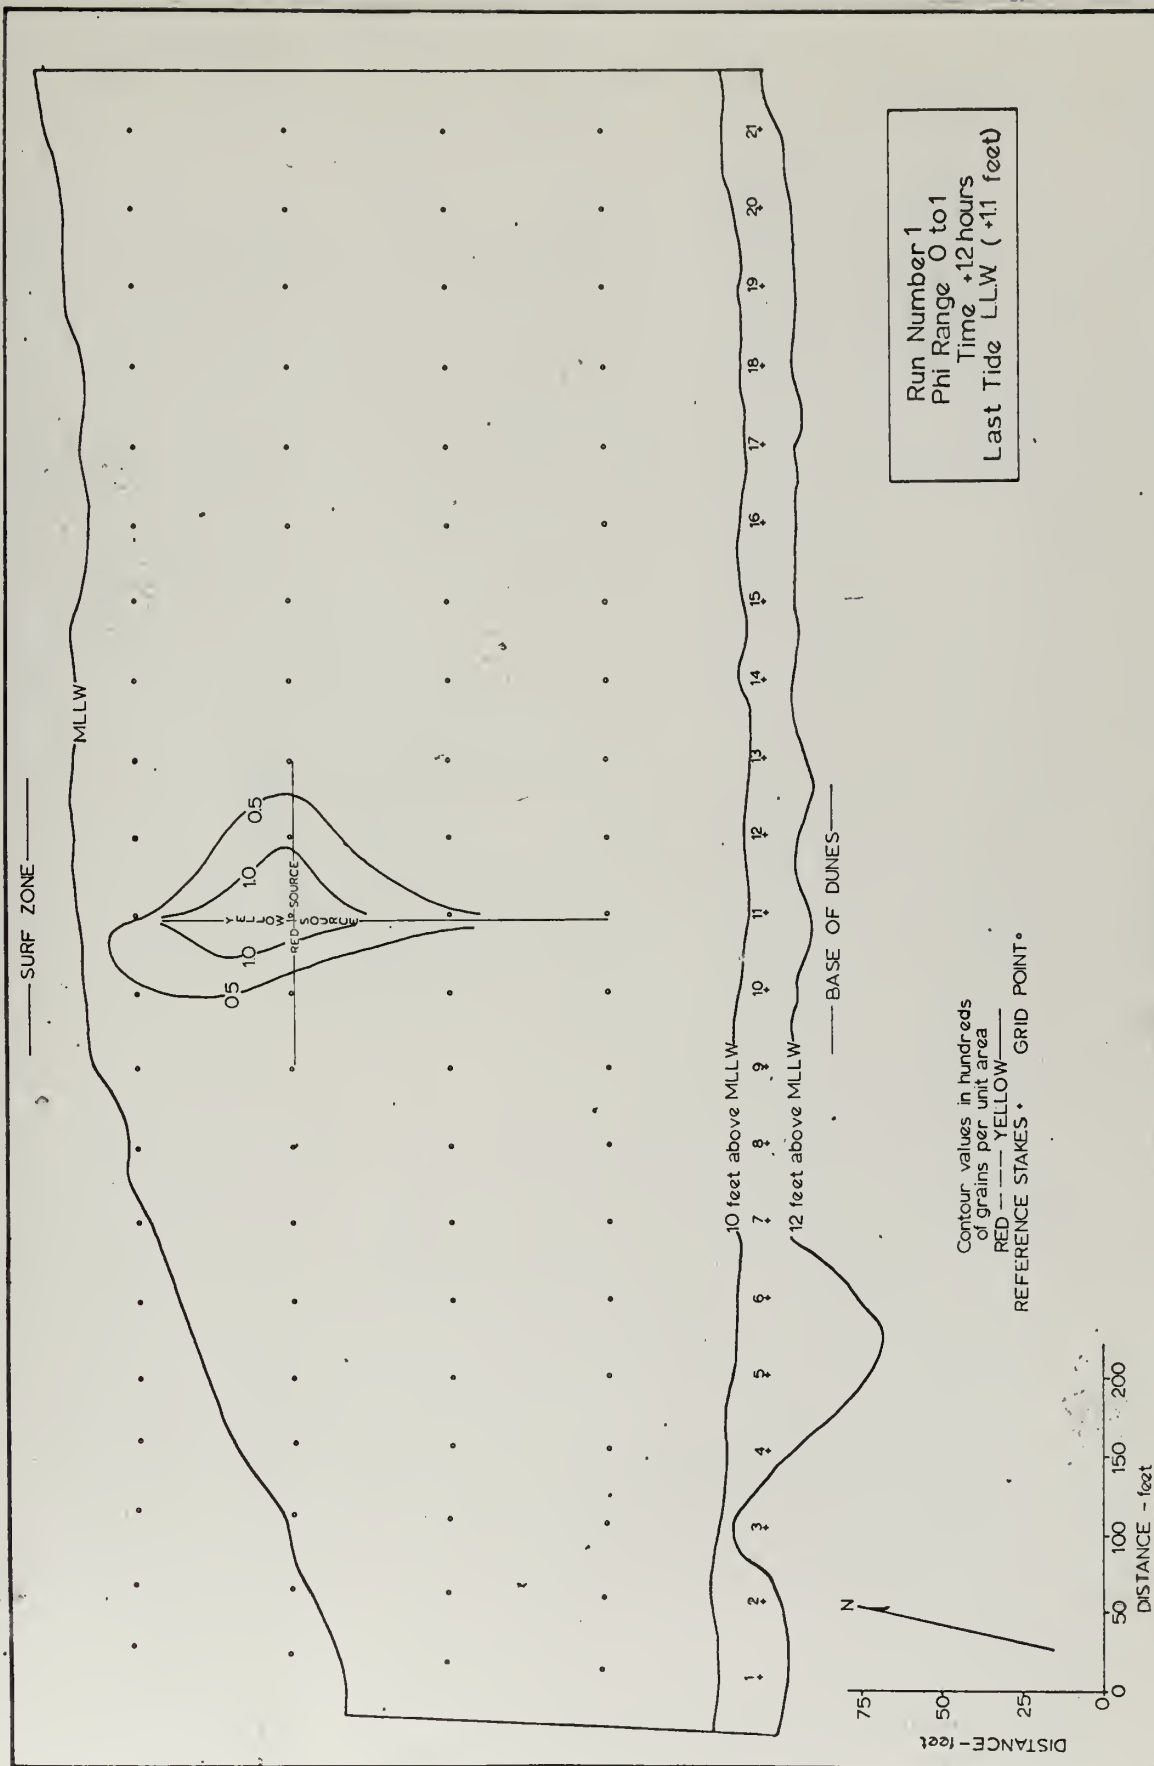 SURF ZONE
MLLW
0.5
1.0
YELLOW SOURCE
RED SOURCE
1.0
0.5
10 feet above MLLW
1 2 3 4 5 6 7 8 9 10 11 12 13 14 15 16 17 18 19 20 21
12 feet above MLLW
BASE OF DUNES
Run Number 1
Phi Range 0 to 1
Time +12 hours
Last Tide L.L.W (+1.1 feet)
Contour values in hundreds
of grains per unit area
RED YELLOW
REFERENCE STAKES GRID POINT
N
75
50
25
0
DISTANCE-feet
0 50 100 150 200
DISTANCE - feet